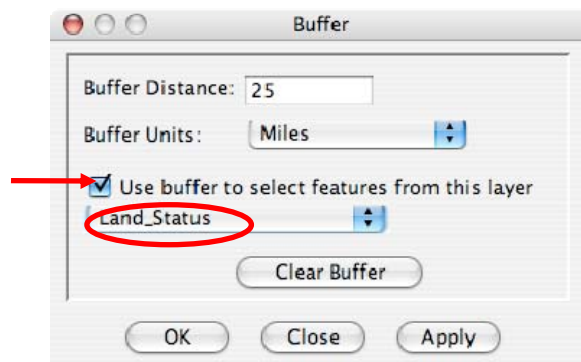 Buffer
Buffer Distance: 25
Buffer Units: Miles
Use buffer to select features from this layer
Land_Status
Clear Buffer
OK Close Apply